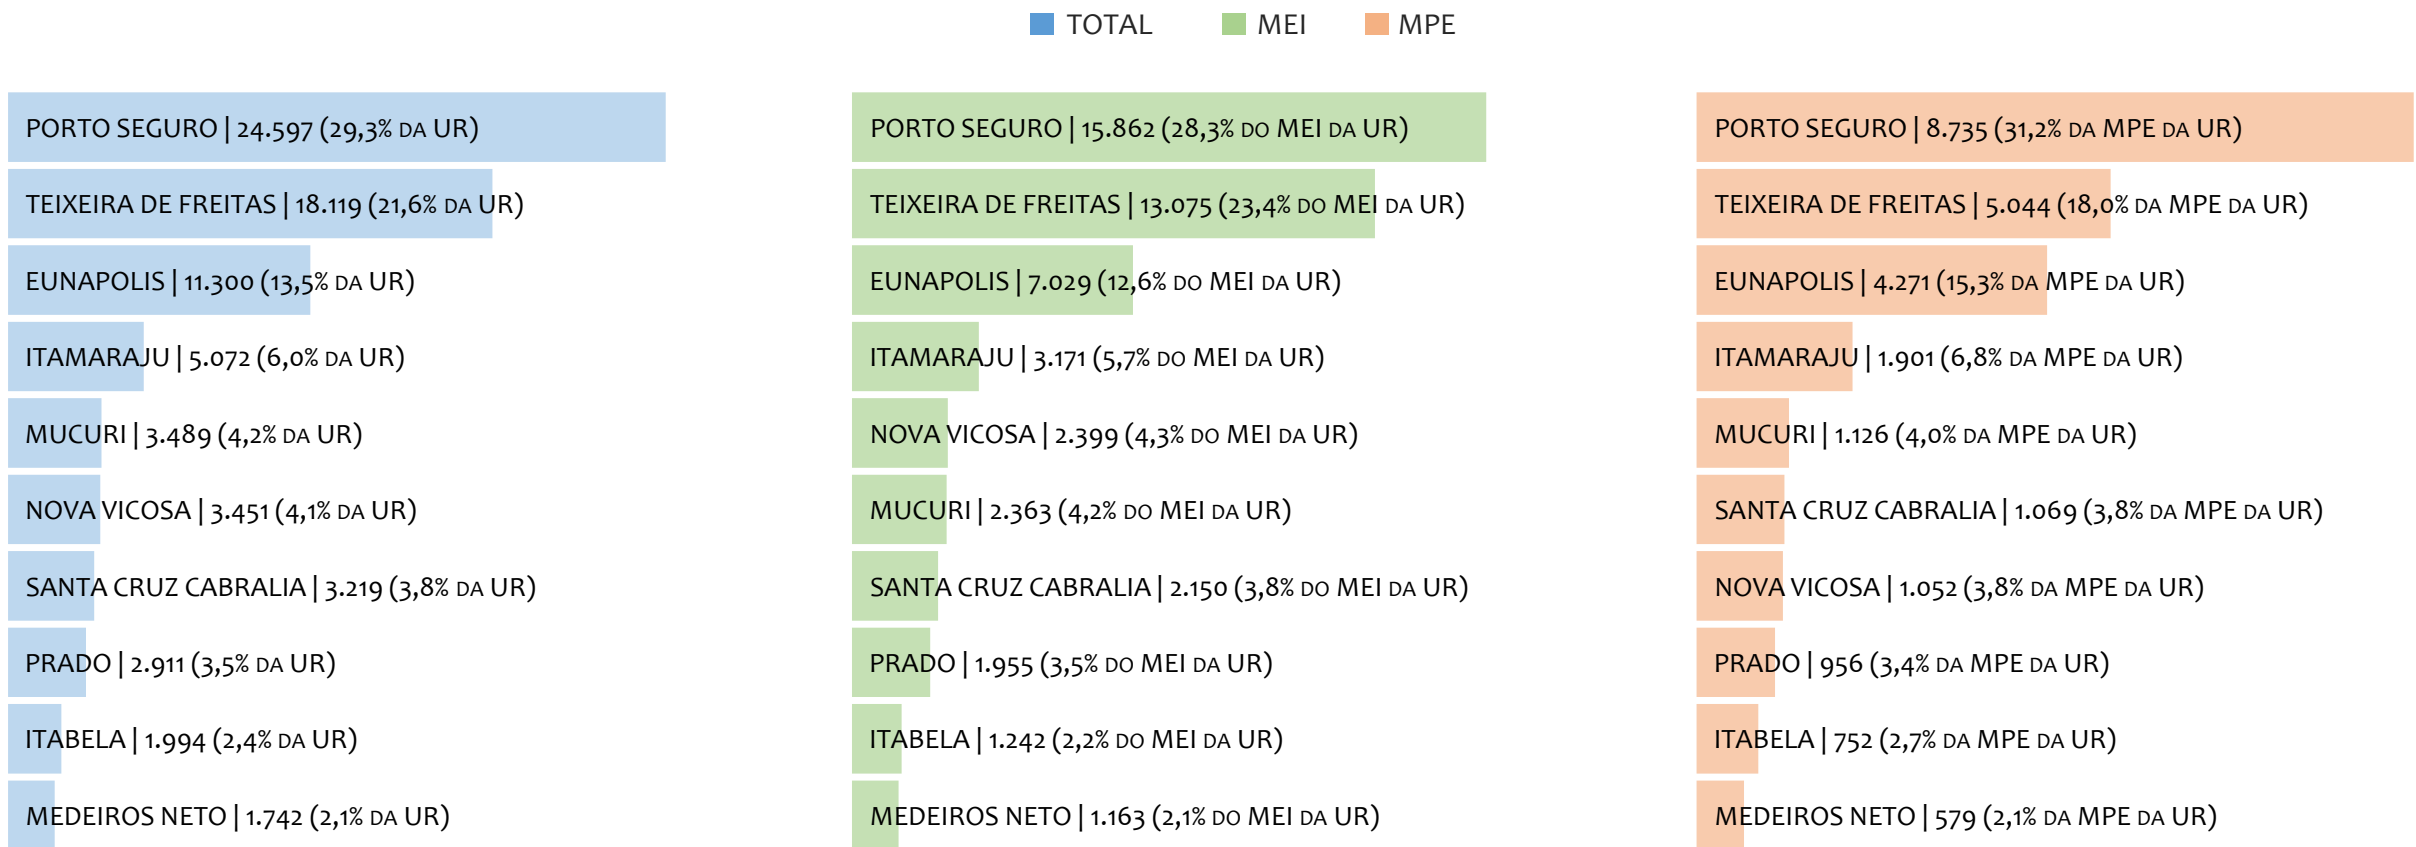 TOTAL MEI MPE
PORTO SEGURO | 24.597 (29,3% DA UR)
TEIXEIRA DE FREITAS | 18.119 (21,6% DA UR)
EUNAPOLIS | 11.300 (13,5% DA UR)
ITAMARAJU | 5.072 (6,0% DA UR)
MUCURI | 3.489 (4,2% DA UR)
NOVA VICOSA | 3.451 (4,1% DA UR)
SANTA CRUZ CABRALIA | 3.219 (3,8% DA UR)
PRADO | 2.911 (3,5% DA UR)
ITABELA | 1.994 (2,4% DA UR)
MEDEIROS NETO | 1.742 (2,1% DA UR)
PORTO SEGURO | 15.862 (28,3% DO MEI DA UR)
TEIXEIRA DE FREITAS | 13.075 (23,4% DO MEI DA UR)
EUNAPOLIS | 7.029 (12,6% DO MEI DA UR)
ITAMARAJU | 3.171 (5,7% DO MEI DA UR)
NOVA VICOSA | 2.399 (4,3% DO MEI DA UR)
MUCURI | 2.363 (4,2% DO MEI DA UR)
SANTA CRUZ CABRALIA | 2.150 (3,8% DO MEI DA UR)
PRADO | 1.955 (3,5% DO MEI DA UR)
ITABELA | 1.242 (2,2% DO MEI DA UR)
MEDEIROS NETO | 1.163 (2,1% DO MEI DA UR)
PORTO SEGURO | 8.735 (31,2% DA MPE DA UR)
TEIXEIRA DE FREITAS | 5.044 (18,0% DA MPE DA UR)
EUNAPOLIS | 4.271 (15,3% DA MPE DA UR)
ITAMARAJU | 1.901 (6,8% DA MPE DA UR)
MUCURI | 1.126 (4,0% DA MPE DA UR)
SANTA CRUZ CABRALIA | 1.069 (3,8% DA MPE DA UR)
NOVA VICOSA | 1.052 (3,8% DA MPE DA UR)
PRADO | 956 (3,4% DA MPE DA UR)
ITABELA | 752 (2,7% DA MPE DA UR)
MEDEIROS NETO | 579 (2,1% DA MPE DA UR)